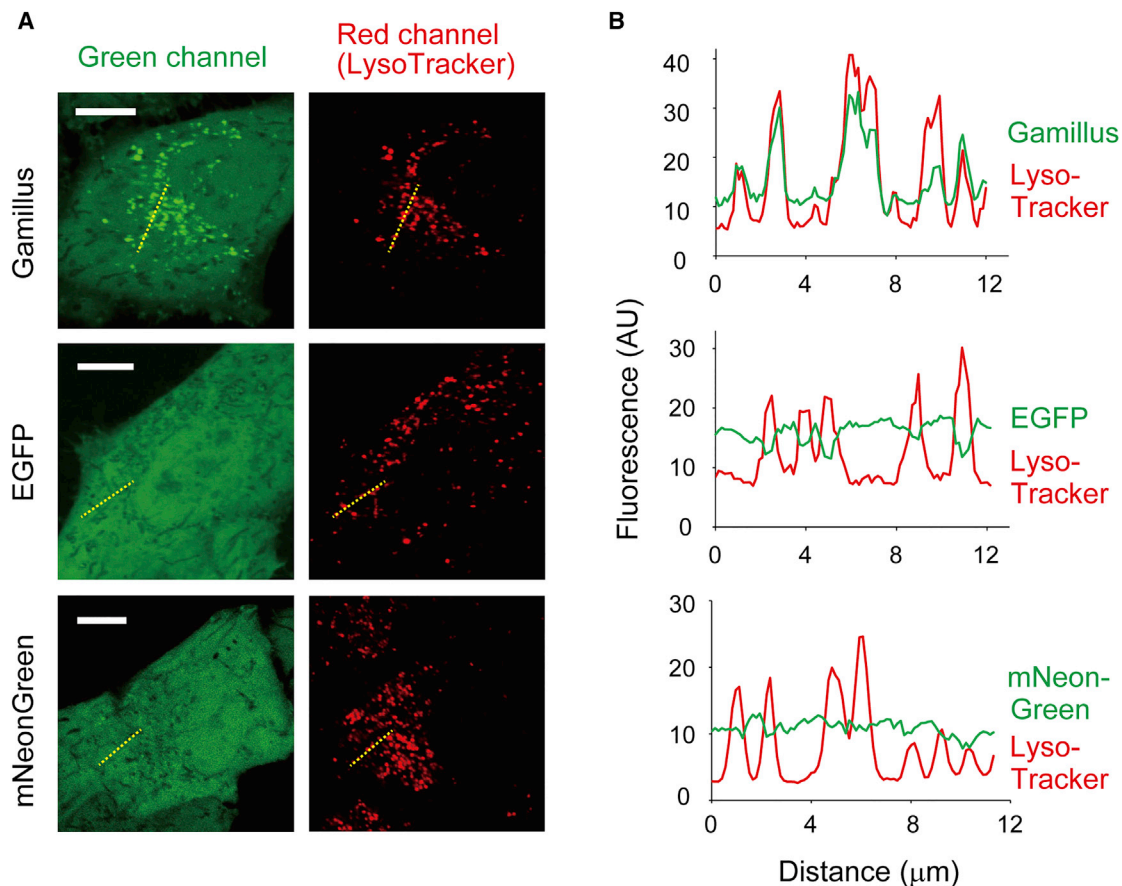 A
Green channel
Red channel
(LysoTracker)
Gamillus
EGFP
mNeonGreen
B
Fluorescence (AU)
40
30
20
10
0
0 4 8 12
Gamillus
Lyso-
Tracker
30
20
10
0
0 4 8 12
EGFP
Lyso-
Tracker
30
20
10
0
0 4 8 12
mNeon-
Green
Lyso-
Tracker
Distance (μm)